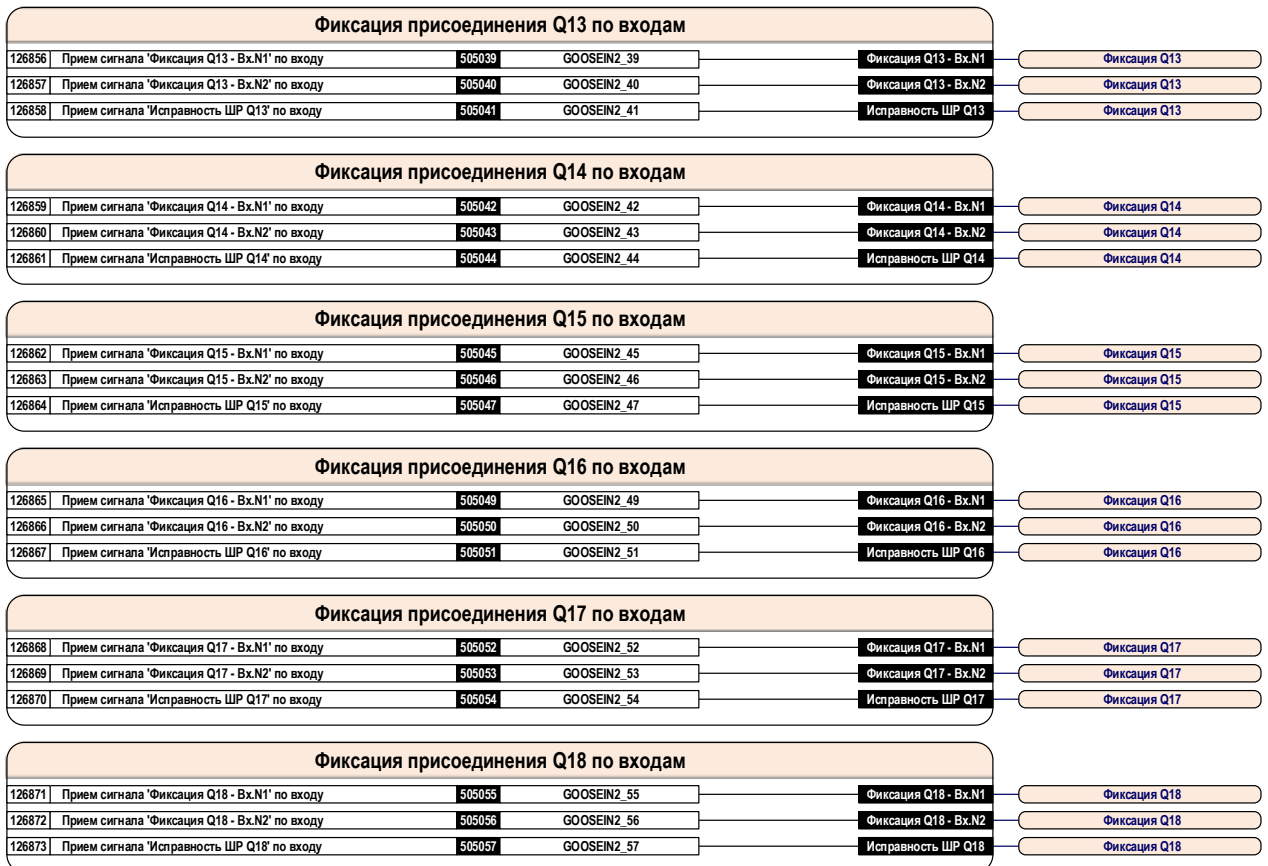 Фиксация присоединения Q13 по входам
126856 Прием сигнала 'Фиксация Q13 - Вх.N1' по входу 505039 GOOSEIN2_39 Фиксация Q13 - Вх.N1 Фиксация Q13
126857 Прием сигнала 'Фиксация Q13 - Вх.N2' по входу 505040 GOOSEIN2_40 Фиксация Q13 - Вх.N2 Фиксация Q13
126858 Прием сигнала 'Исправность ШР Q13' по входу 505041 GOOSEIN2_41 Исправность ШР Q13 Фиксация Q13
Фиксация присоединения Q14 по входам
126859 Прием сигнала 'Фиксация Q14 - Вх.N1' по входу 505042 GOOSEIN2_42 Фиксация Q14 - Вх.N1 Фиксация Q14
126860 Прием сигнала 'Фиксация Q14 - Вх.N2' по входу 505043 GOOSEIN2_43 Фиксация Q14 - Вх.N2 Фиксация Q14
126861 Прием сигнала 'Исправность ШР Q14' по входу 505044 GOOSEIN2_44 Исправность ШР Q14 Фиксация Q14
Фиксация присоединения Q15 по входам
126862 Прием сигнала 'Фиксация Q15 - Вх.N1' по входу 505045 GOOSEIN2_45 Фиксация Q15 - Вх.N1 Фиксация Q15
126863 Прием сигнала 'Фиксация Q15 - Вх.N2' по входу 505046 GOOSEIN2_46 Фиксация Q15 - Вх.N2 Фиксация Q15
126864 Прием сигнала 'Исправность ШР Q15' по входу 505047 GOOSEIN2_47 Исправность ШР Q15 Фиксация Q15
Фиксация присоединения Q16 по входам
126865 Прием сигнала 'Фиксация Q16 - Вх.N1' по входу 505049 GOOSEIN2_49 Фиксация Q16 - Вх.N1 Фиксация Q16
126866 Прием сигнала 'Фиксация Q16 - Вх.N2' по входу 505050 GOOSEIN2_50 Фиксация Q16 - Вх.N2 Фиксация Q16
126867 Прием сигнала 'Исправность ШР Q16' по входу 505051 GOOSEIN2_51 Исправность ШР Q16 Фиксация Q16
Фиксация присоединения Q17 по входам
126868 Прием сигнала 'Фиксация Q17 - Вх.N1' по входу 505052 GOOSEIN2_52 Фиксация Q17 - Вх.N1 Фиксация Q17
126869 Прием сигнала 'Фиксация Q17 - Вх.N2' по входу 505053 GOOSEIN2_53 Фиксация Q17 - Вх.N2 Фиксация Q17
126870 Прием сигнала 'Исправность ШР Q17' по входу 505054 GOOSEIN2_54 Исправность ШР Q17 Фиксация Q17
Фиксация присоединения Q18 по входам
126871 Прием сигнала 'Фиксация Q18 - Вх.N1' по входу 505055 GOOSEIN2_55 Фиксация Q18 - Вх.N1 Фиксация Q18
126872 Прием сигнала 'Фиксация Q18 - Вх.N2' по входу 505056 GOOSEIN2_56 Фиксация Q18 - Вх.N2 Фиксация Q18
126873 Прием сигнала 'Исправность ШР Q18' по входу 505057 GOOSEIN2_57 Исправность ШР Q18 Фиксация Q18